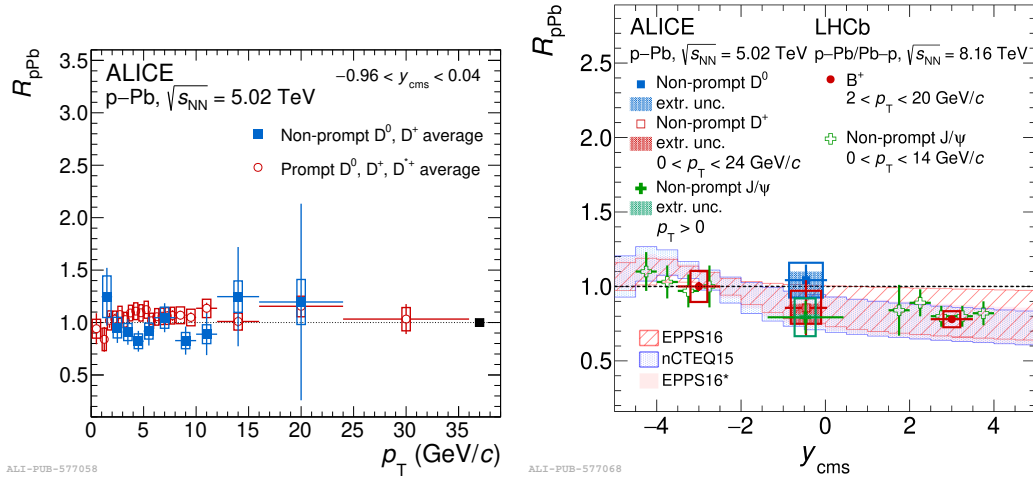 R_pPb
3.5
3.0
2.5
2.0
1.5
1.0
0.5
ALICE
p−Pb, √s_NN = 5.02 TeV
−0.96 < y_cms < 0.04
Non-prompt D⁰, D⁺ average
Prompt D⁰, D⁺, D*⁺ average
0 5 10 15 20 25 30 35
p_T (GeV/c)
ALI-PUB-577058
R_pPb
2.5
2.0
1.5
1.0
0.5
ALICE
p−Pb, √s_NN = 5.02 TeV
Non-prompt D⁰
extr. unc.
Non-prompt D⁺
extr. unc.
0 < p_T < 24 GeV/c
Non-prompt J/ψ
extr. unc.
p_T > 0
LHCb
p−Pb/Pb−p, √s_NN = 8.16 TeV
B⁺
2 < p_T < 20 GeV/c
Non-prompt J/ψ
0 < p_T < 14 GeV/c
EPPS16
nCTEQ15
EPPS16*
−4 −2 0 2 4
y_cms
ALI-PUB-577068